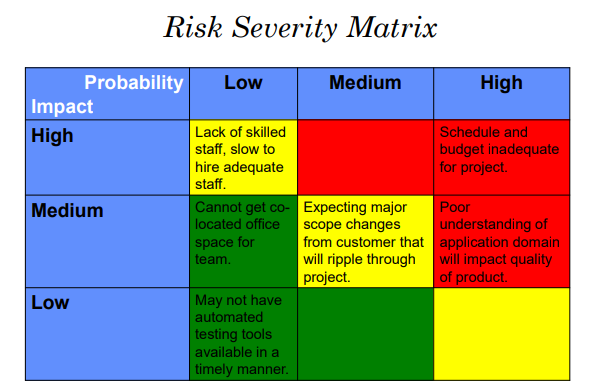 Risk Severity Matrix
Probability
Impact
Low
Medium
High
High
Lack of skilled
staff, slow to
hire adequate
staff.
Schedule and
budget inadequate
for project.
Medium
Cannot get co-
located office
space for
team.
Expecting major
scope changes
from customer that
will ripple through
project.
Poor
understanding of
application domain
will impact quality
of product.
Low
May not have
automated
testing tools
available in a
timely manner.